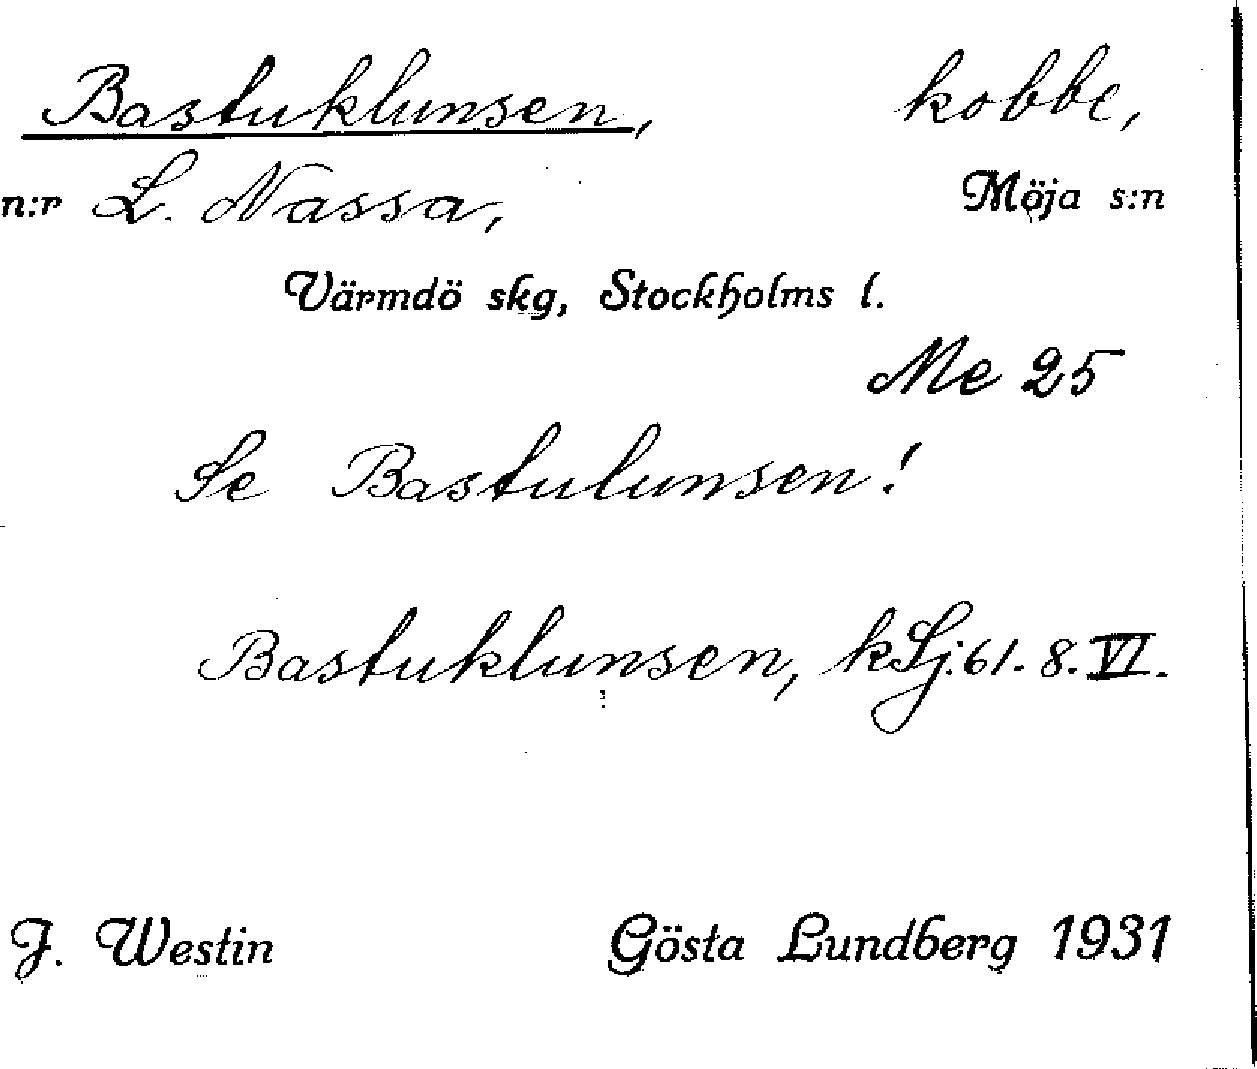 Bastuklunsen, kobbe,
n:r L. Nassa, Möja s:n
Värmdö skg, Stockholms l.
Me 25
Se Bastulunsen!
Bastuklunsen, kSj. 61. 8. VI.
J. Westin Gösta Lundberg 1931